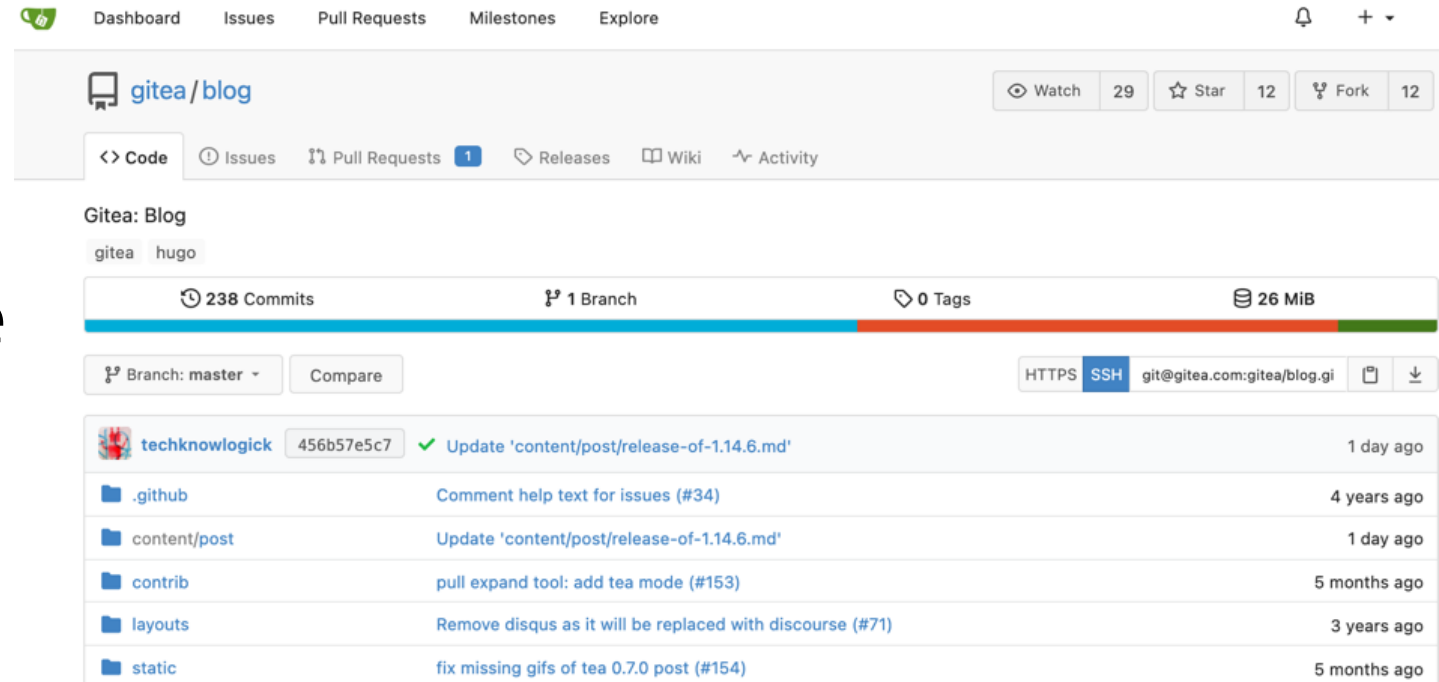 Dashboard Issues Pull Requests Milestones Explore
gitea/blog Watch 29 Star 12 Fork 12
Code Issues Pull Requests 1 Releases Wiki Activity
Gitea: Blog
gitea hugo
238 Commits 1 Branch 0 Tags 26 MiB
Branch: master Compare HTTPS SSH git@gitea.com:gitea/blog.gi
techknowlogick 456b57e5c7 Update 'content/post/release-of-1.14.6.md' 1 day ago
.github Comment help text for issues (#34) 4 years ago
content/post Update 'content/post/release-of-1.14.6.md' 1 day ago
contrib pull expand tool: add tea mode (#153) 5 months ago
layouts Remove disqus as it will be replaced with discourse (#71) 3 years ago
static fix missing gifs of tea 0.7.0 post (#154) 5 months ago